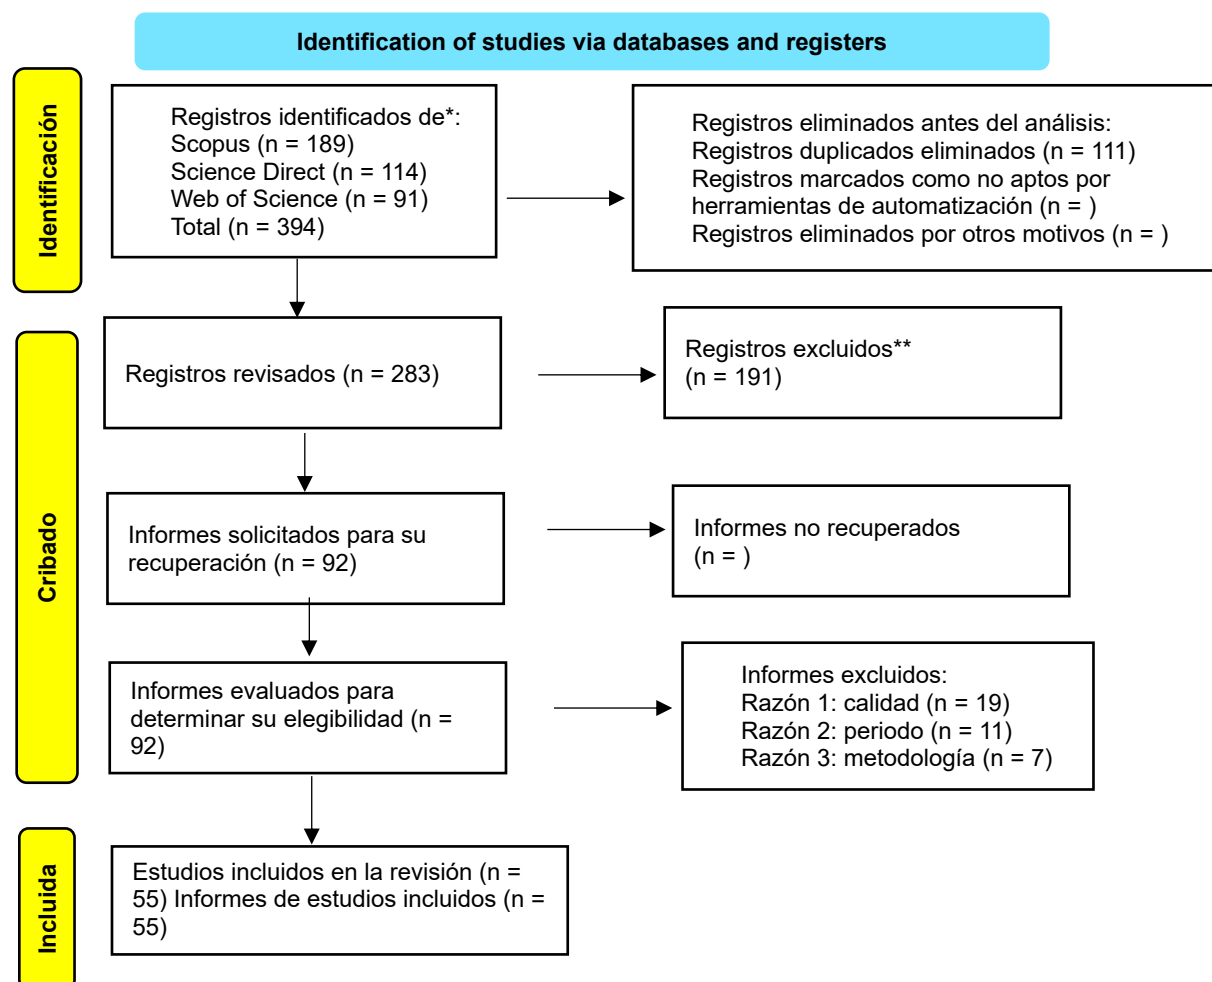 Identification of studies via databases and registers
Identificación
Registros identificados de*:
Scopus (n = 189)
Science Direct (n = 114)
Web of Science (n = 91)
Total (n = 394)
Registros eliminados antes del análisis:
Registros duplicados eliminados (n = 111)
Registros marcados como no aptos por
herramientas de automatización (n = )
Registros eliminados por otros motivos (n = )
Cribado
Registros revisados (n = 283)
Registros excluidos**
(n = 191)
Informes solicitados para su
recuperación (n = 92)
Informes no recuperados
(n = )
Informes evaluados para
determinar su elegibilidad (n =
92)
Informes excluidos:
Razón 1: calidad (n = 19)
Razón 2: periodo (n = 11)
Razón 3: metodología (n = 7)
Incluida
Estudios incluidos en la revisión (n =
55) Informes de estudios incluidos (n =
55)